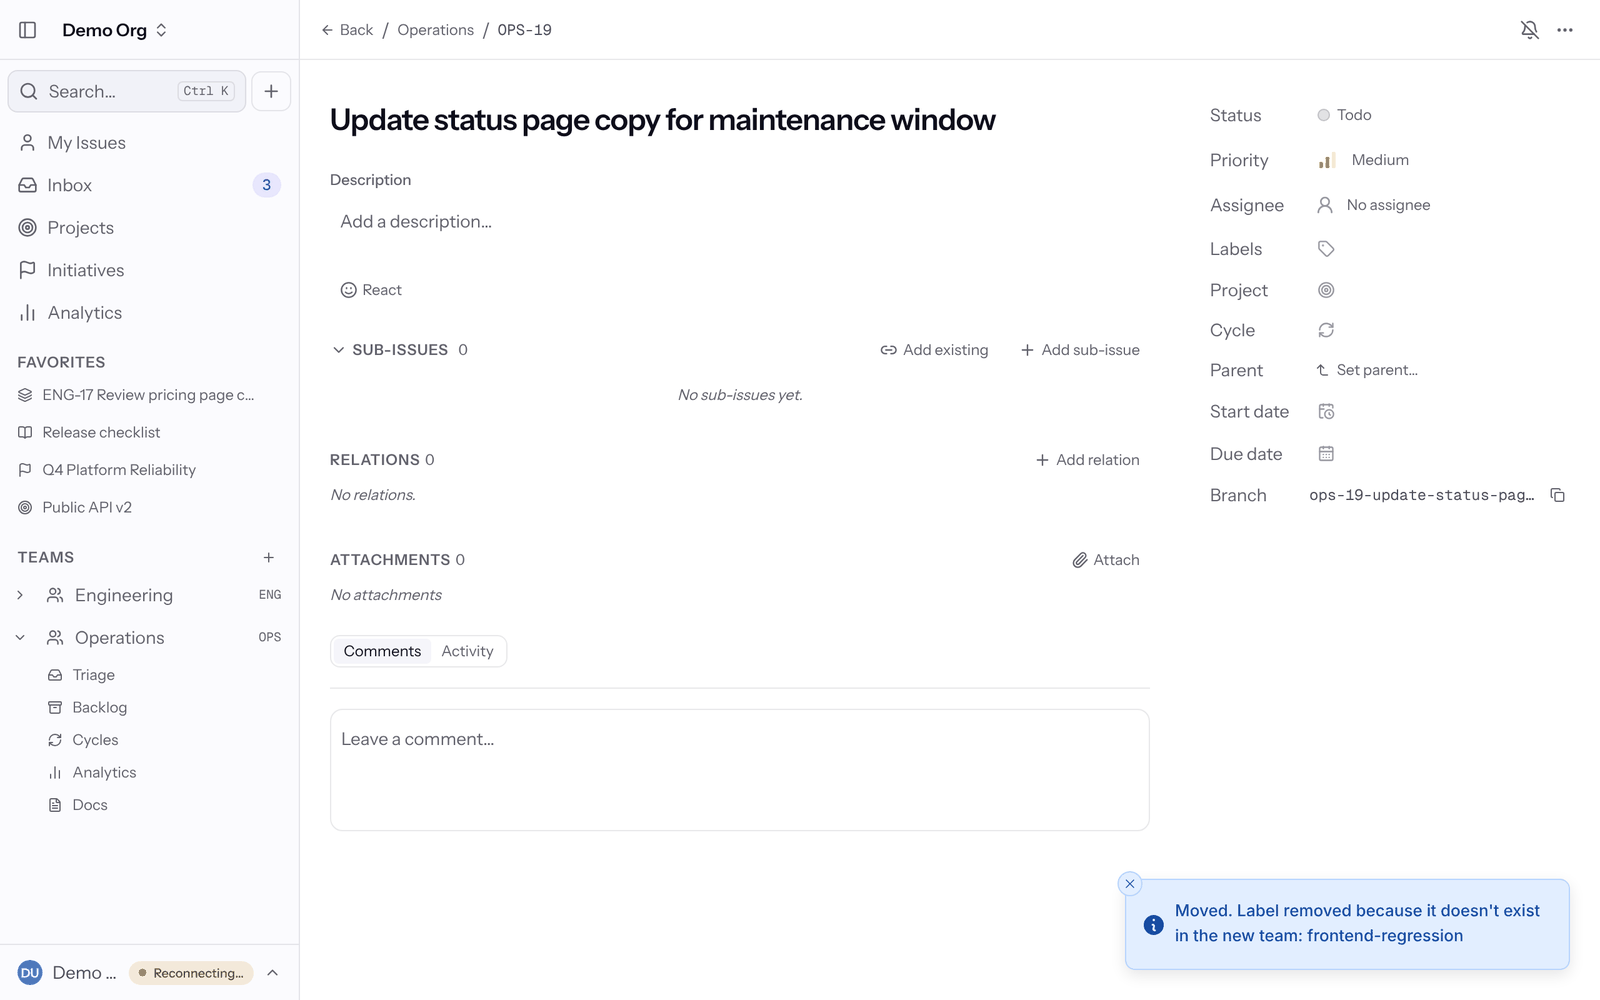 Demo Org
Back / Operations / OPS-19
Search...
Ctrl K
My Issues
Inbox
3
Projects
Initiatives
Analytics
FAVORITES
ENG-17 Review pricing page c...
Release checklist
Q4 Platform Reliability
Public API v2
TEAMS
Engineering
ENG
Operations
OPS
Triage
Backlog
Cycles
Analytics
Docs
DU
Demo ...
Reconnecting...
Update status page copy for maintenance window
Description
Add a description...
React
SUB-ISSUES 0
Add existing
Add sub-issue
No sub-issues yet.
RELATIONS 0
Add relation
No relations.
ATTACHMENTS 0
Attach
No attachments
Comments
Activity
Leave a comment...
Status
Todo
Priority
Medium
Assignee
No assignee
Labels
Project
Cycle
Parent
Set parent...
Start date
Due date
Branch
ops-19-update-status-pag...
Moved. Label removed because it doesn't exist
in the new team: frontend-regression